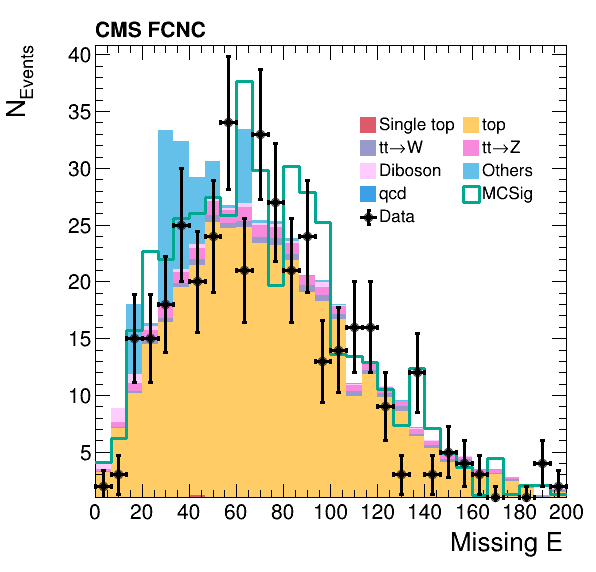 CMS FCNC
N_Events
40
35
30
25
20
15
10
5
Single top
top
tt→W
tt→Z
Diboson
Others
qcd
MCSig
Data
0 20 40 60 80 100 120 140 160 180 200
Missing E